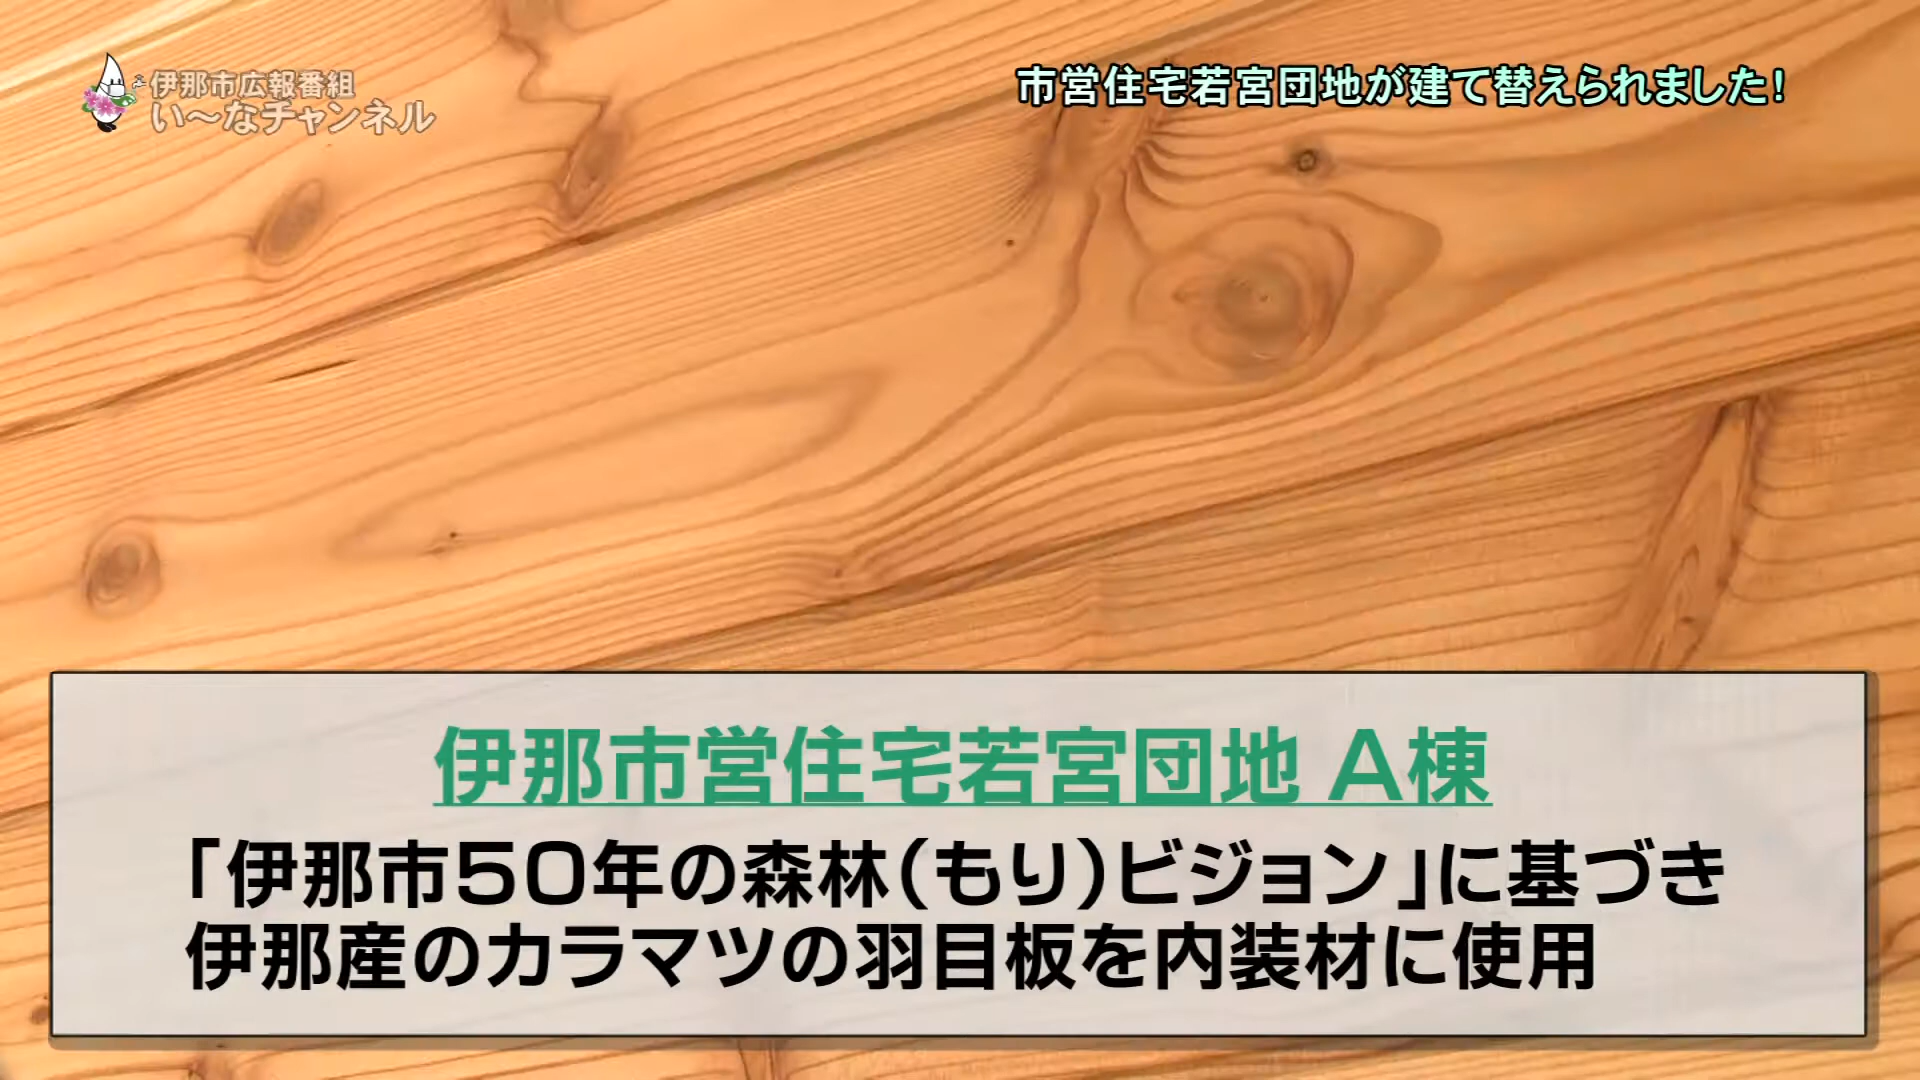 伊那市広報番組
い～なチャンネル
市営住宅若宮団地が建て替えられました!
伊那市営住宅若宮団地 A棟
「伊那市50年の森林(もり)ビジョン」に基づき
伊那産のカラマツの羽目板を内装材に使用